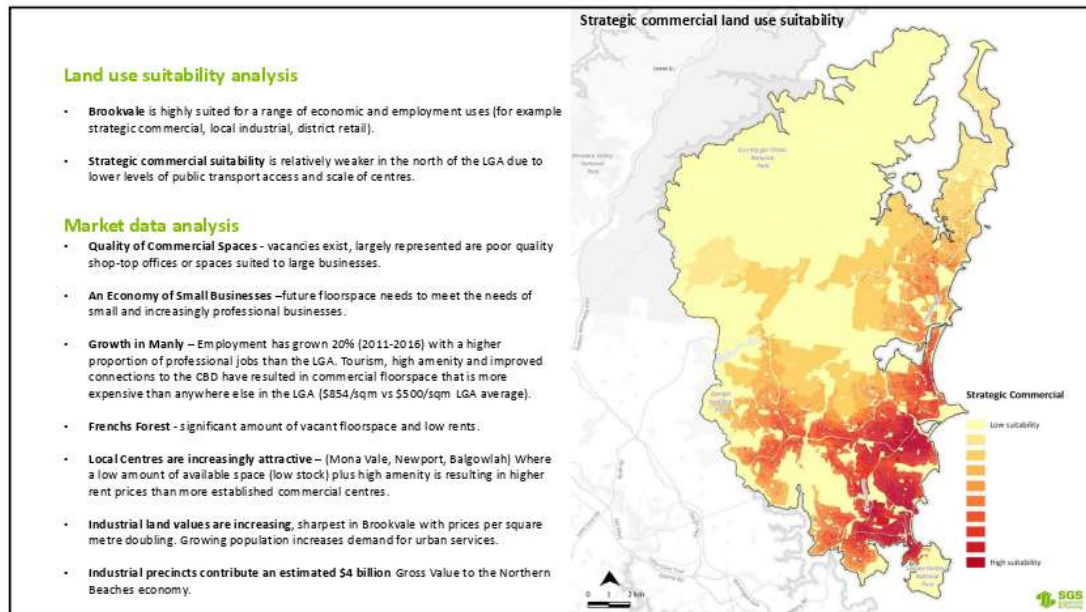 Strategic commercial land use suitability
Land use suitability analysis
• Brookvale is highly suited for a range of economic and employment uses (for example
strategic commercial, local industrial, district retail).
• Strategic commercial suitability is relatively weaker in the north of the LGA due to
lower levels of public transport access and scale of centres.
Market data analysis
• Quality of Commercial Spaces - vacancies exist, largely represented are poor quality
shop-top offices or spaces suited to large businesses.
• An Economy of Small Businesses –future floorspace needs to meet the needs of
small and increasingly professional businesses.
• Growth in Manly – Employment has grown 20% (2011-2016) with a higher
proportion of professional jobs than the LGA. Tourism, high amenity and improved
connections to the CBD have resulted in commercial floorspace that is more
expensive than anywhere else in the LGA ($854/sqm vs $500/sqm LGA average).
• Frenchs Forest - significant amount of vacant floorspace and low rents.
• Local Centres are increasingly attractive – (Mona Vale, Newport, Balgowlah) Where
a low amount of available space (low stock) plus high amenity is resulting in higher
rent prices than more established commercial centres.
• Industrial land values are increasing, sharpest in Brookvale with prices per square
metre doubling. Growing population increases demand for urban services.
• Industrial precincts contribute an estimated $4 billion Gross Value to the Northern
Beaches economy.
National
Park
Strategic Commercial
Low suitability
High suitability
0 1 2 km
SGS